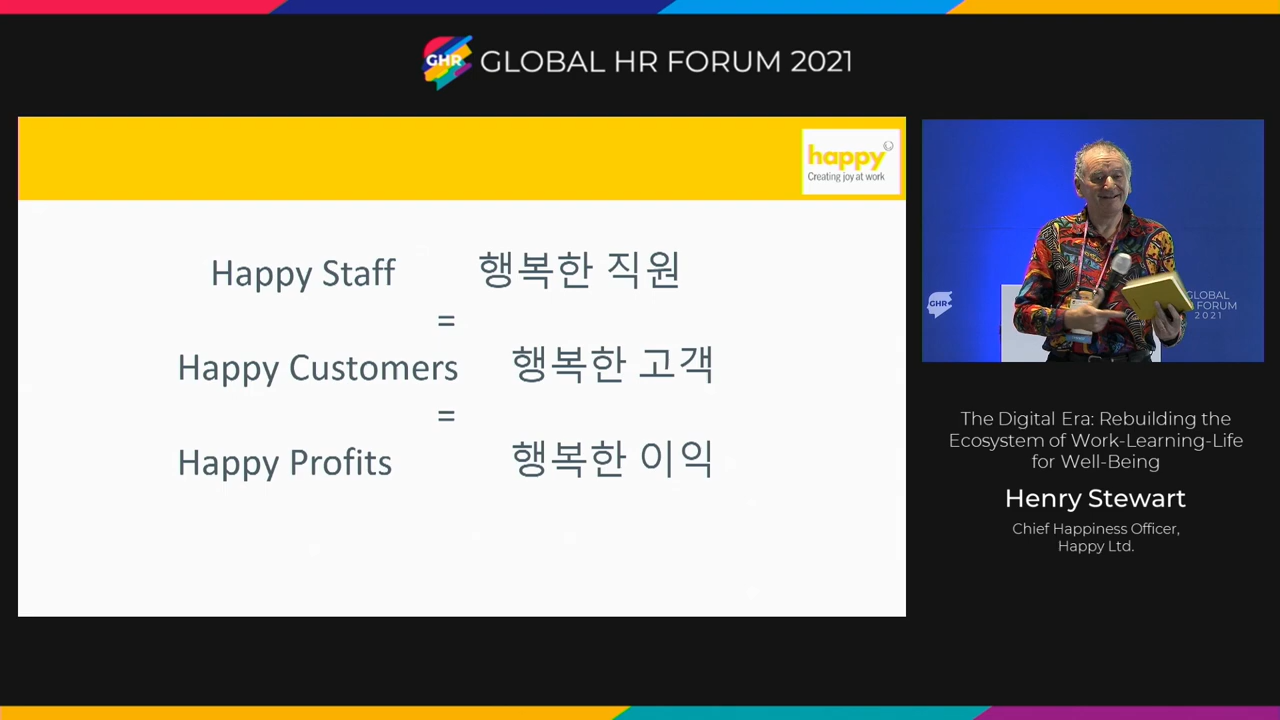 GHR GLOBAL HR FORUM 2021
happy
Creating joy at work
Happy Staff 행복한 직원
=
Happy Customers 행복한 고객
=
Happy Profits 행복한 이익
GHR
GLOBAL
HR FORUM
2021
The Digital Era: Rebuilding the
Ecosystem of Work-Learning-Life
for Well-Being
Henry Stewart
Chief Happiness Officer,
Happy Ltd.